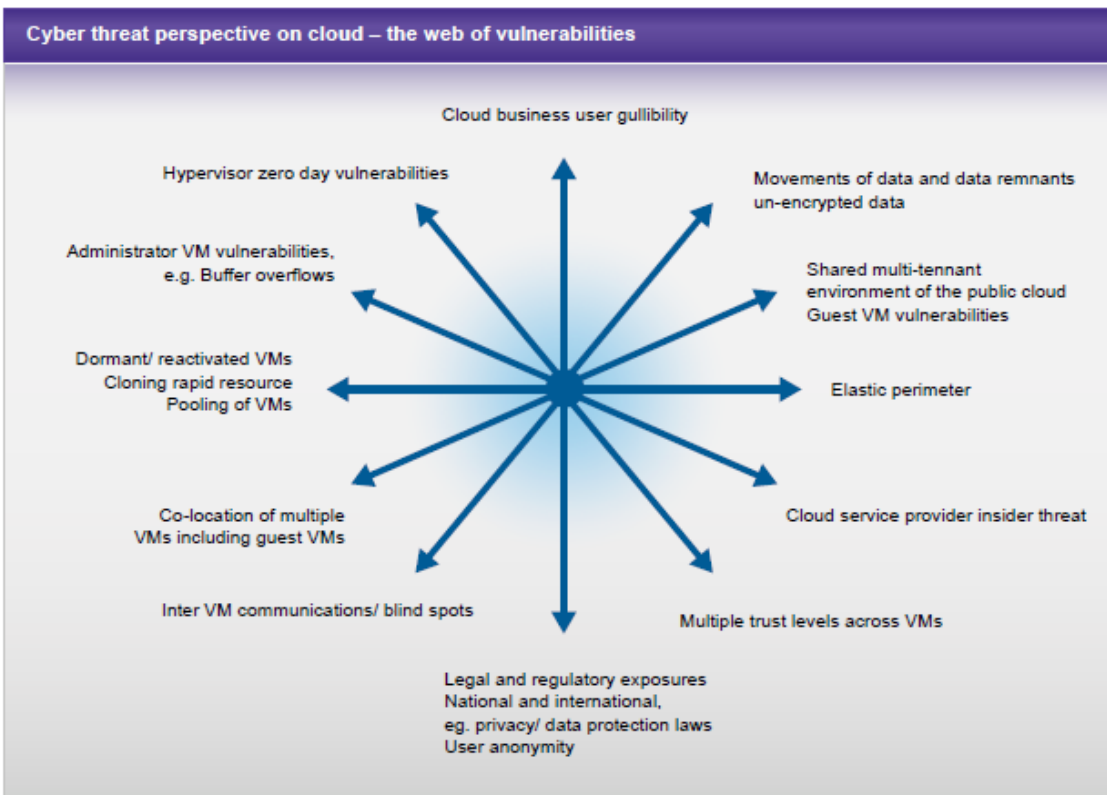 Cyber threat perspective on cloud – the web of vulnerabilities
Cloud business user gullibility
Hypervisor zero day vulnerabilities
Movements of data and data remnants
un-encrypted data
Administrator VM vulnerabilities,
e.g. Buffer overflows
Shared multi-tennant
environment of the public cloud
Guest VM vulnerabilities
Dormant/ reactivated VMs
Cloning rapid resource
Pooling of VMs
Elastic perimeter
Co-location of multiple
VMs including guest VMs
Cloud service provider insider threat
Inter VM communications/ blind spots
Multiple trust levels across VMs
Legal and regulatory exposures
National and international,
eg. privacy/ data protection laws
User anonymity